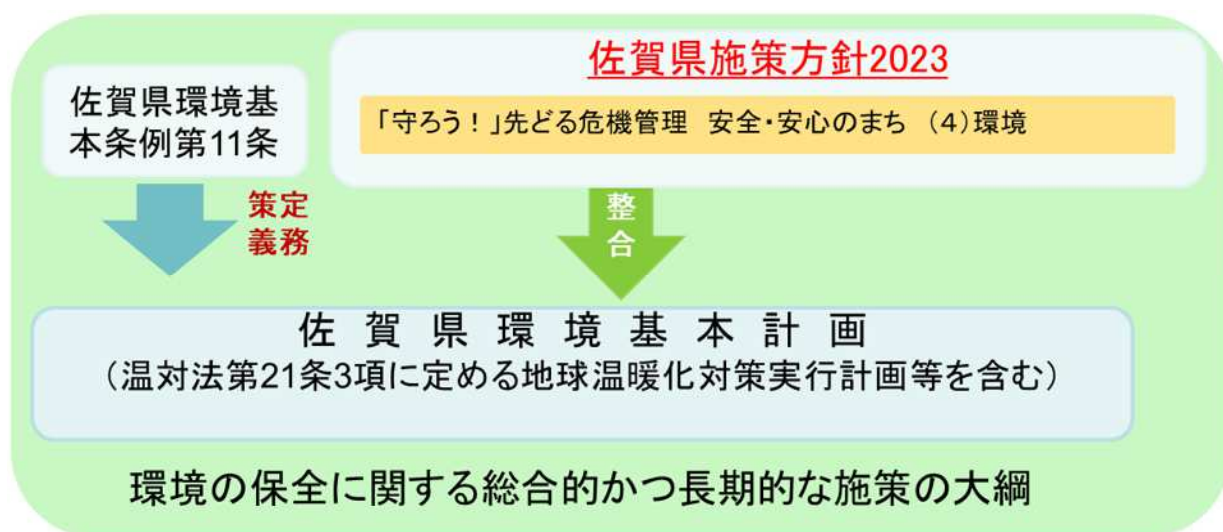 佐賀県環境基
本条例第11条
佐賀県施策方針2023
「守ろう！」先どる危機管理 安全・安心のまち （4）環境
策定
義務
整
合
佐賀県環境基本計画
（温対法第21条3項に定める地球温暖化対策実行計画等を含む）
環境の保全に関する総合的かつ長期的な施策の大綱